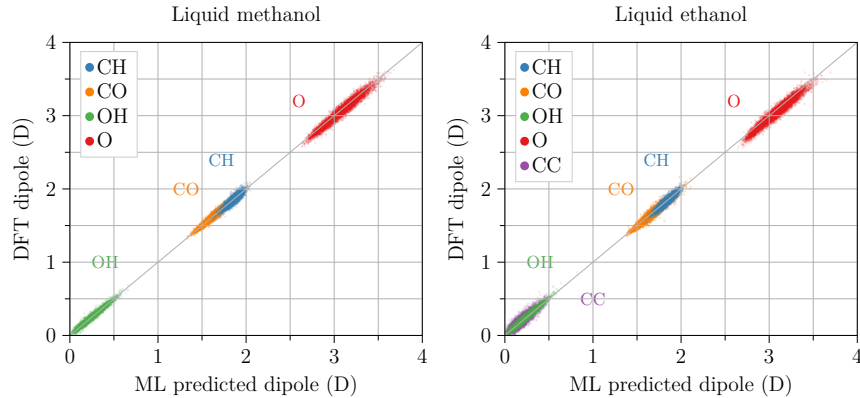 Liquid methanol
4
3
2
1
0
DFT dipole (D)
CH
CO
OH
O
O
CH
CO
OH
0 1 2 3 4
ML predicted dipole (D)
Liquid ethanol
4
3
2
1
0
DFT dipole (D)
CH
CO
OH
O
CC
O
CH
CO
OH
CC
0 1 2 3 4
ML predicted dipole (D)